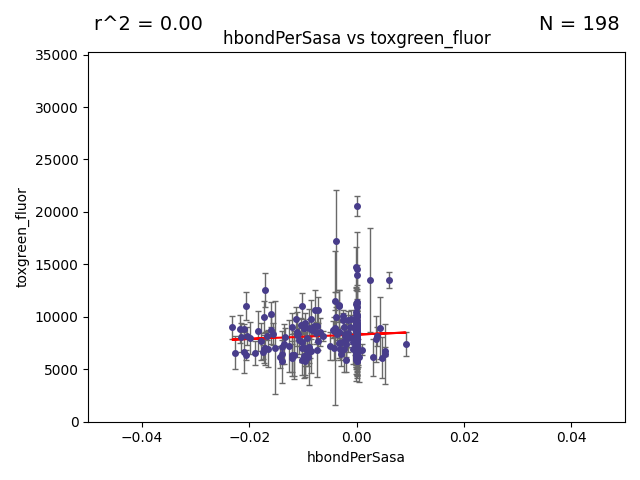 r^2 = 0.00
N = 198
hbondPerSasa vs toxgreen_fluor
35000
30000
25000
20000
15000
10000
5000
0
toxgreen_fluor
−0.04
−0.02
0.00
0.02
0.04
hbondPerSasa